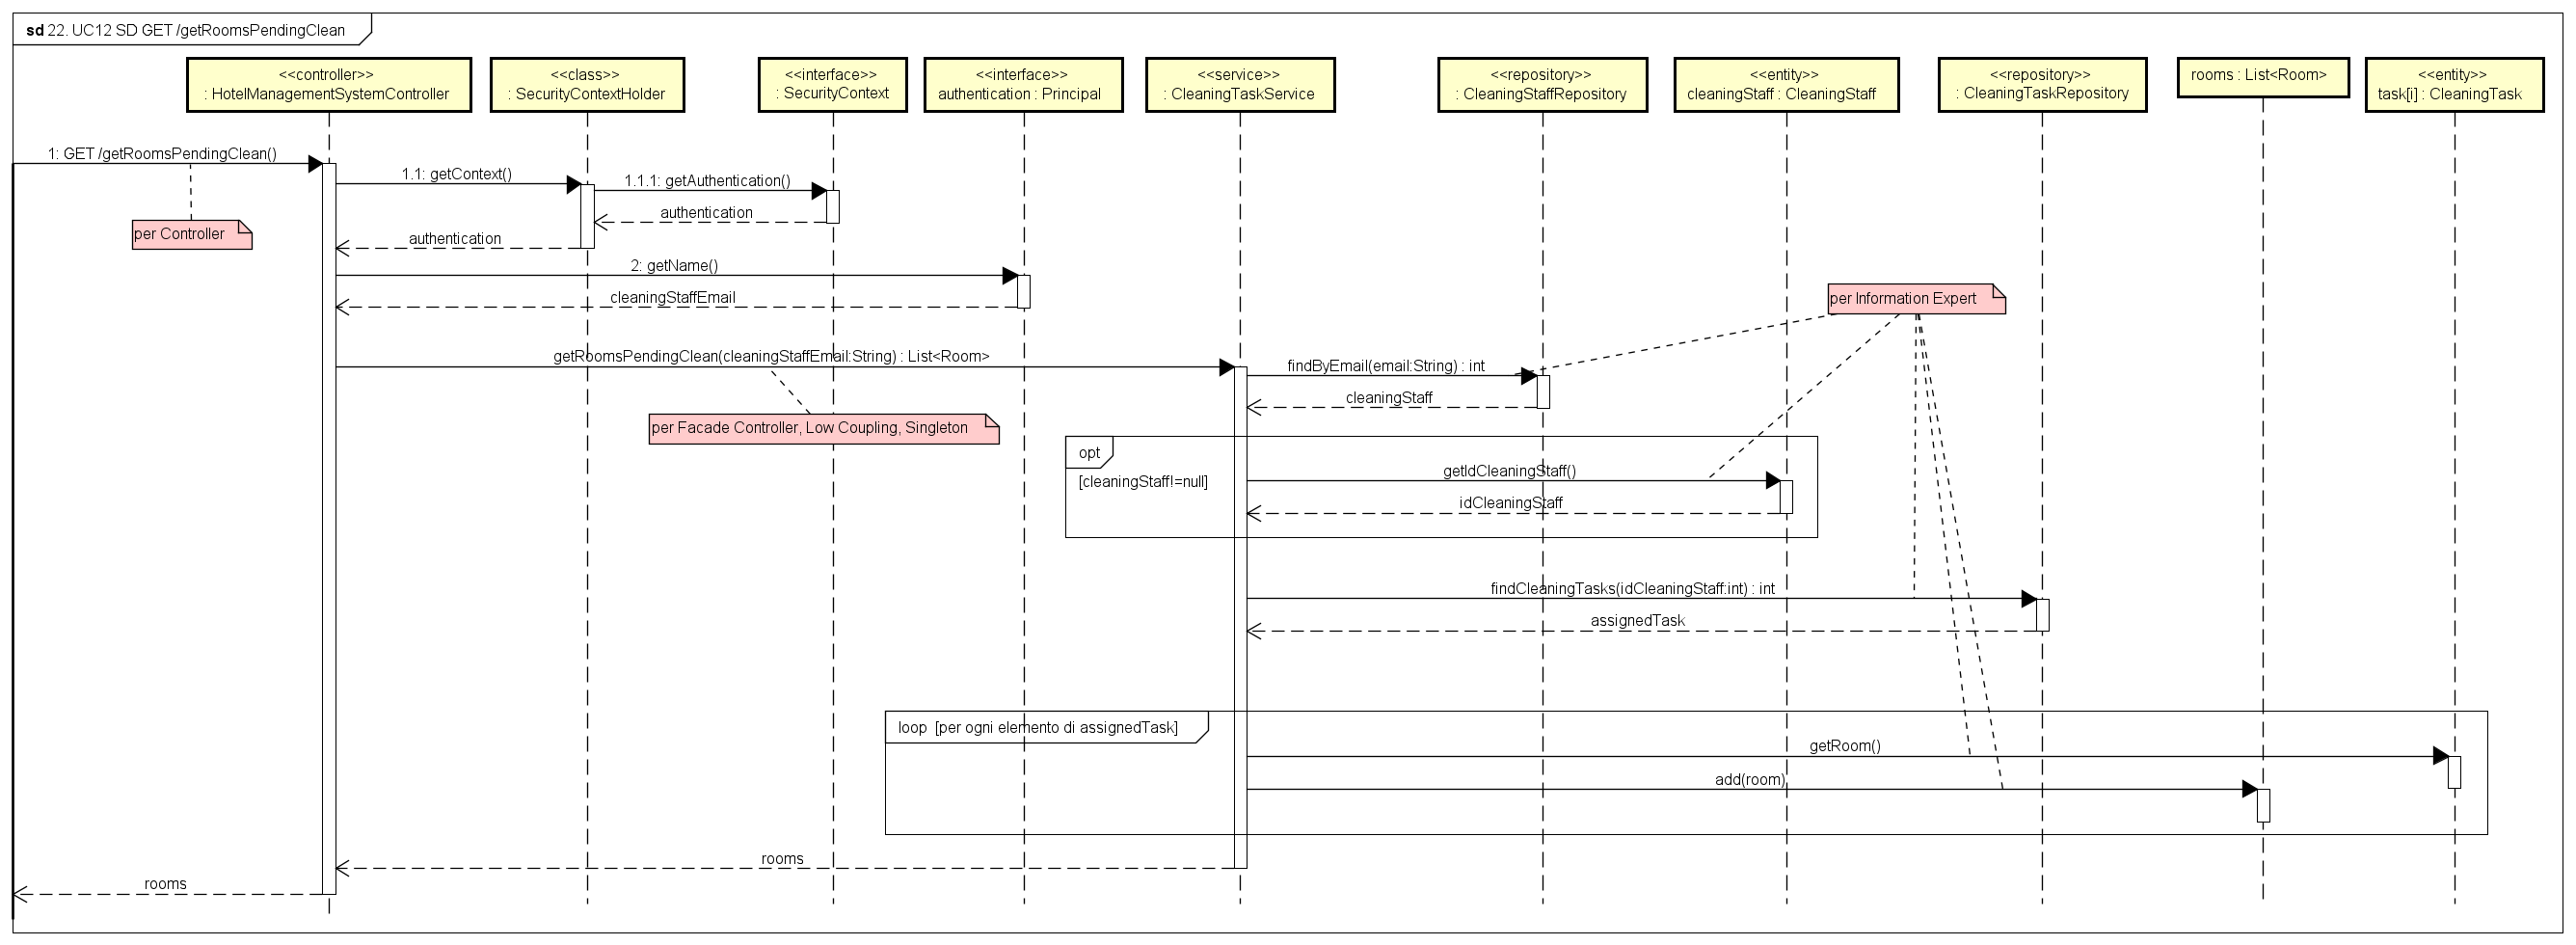 sd 22. UC12 SD GET /getRoomsPendingClean
<<controller>>
: HotelManagementSystemController
<<class>>
: SecurityContextHolder
<<interface>>
: SecurityContext
<<interface>>
authentication : Principal
<<service>>
: CleaningTaskService
<<repository>>
: CleaningStaffRepository
<<entity>>
cleaningStaff : CleaningStaff
<<repository>>
: CleaningTaskRepository
rooms : List<Room>
<<entity>>
task[i] : CleaningTask
1: GET /getRoomsPendingClean()
1.1: getContext()
1.1.1: getAuthentication()
authentication
per Controller
authentication
2: getName()
cleaningStaffEmail
per Information Expert
getRoomsPendingClean(cleaningStaffEmail:String) : List<Room>
findByEmail(email:String) : int
cleaningStaff
per Facade Controller, Low Coupling, Singleton
opt
[cleaningStaff!=null]
getIdCleaningStaff()
idCleaningStaff
findCleaningTasks(idCleaningStaff:int) : int
assignedTask
loop [per ogni elemento di assignedTask]
getRoom()
add(room)
rooms
rooms